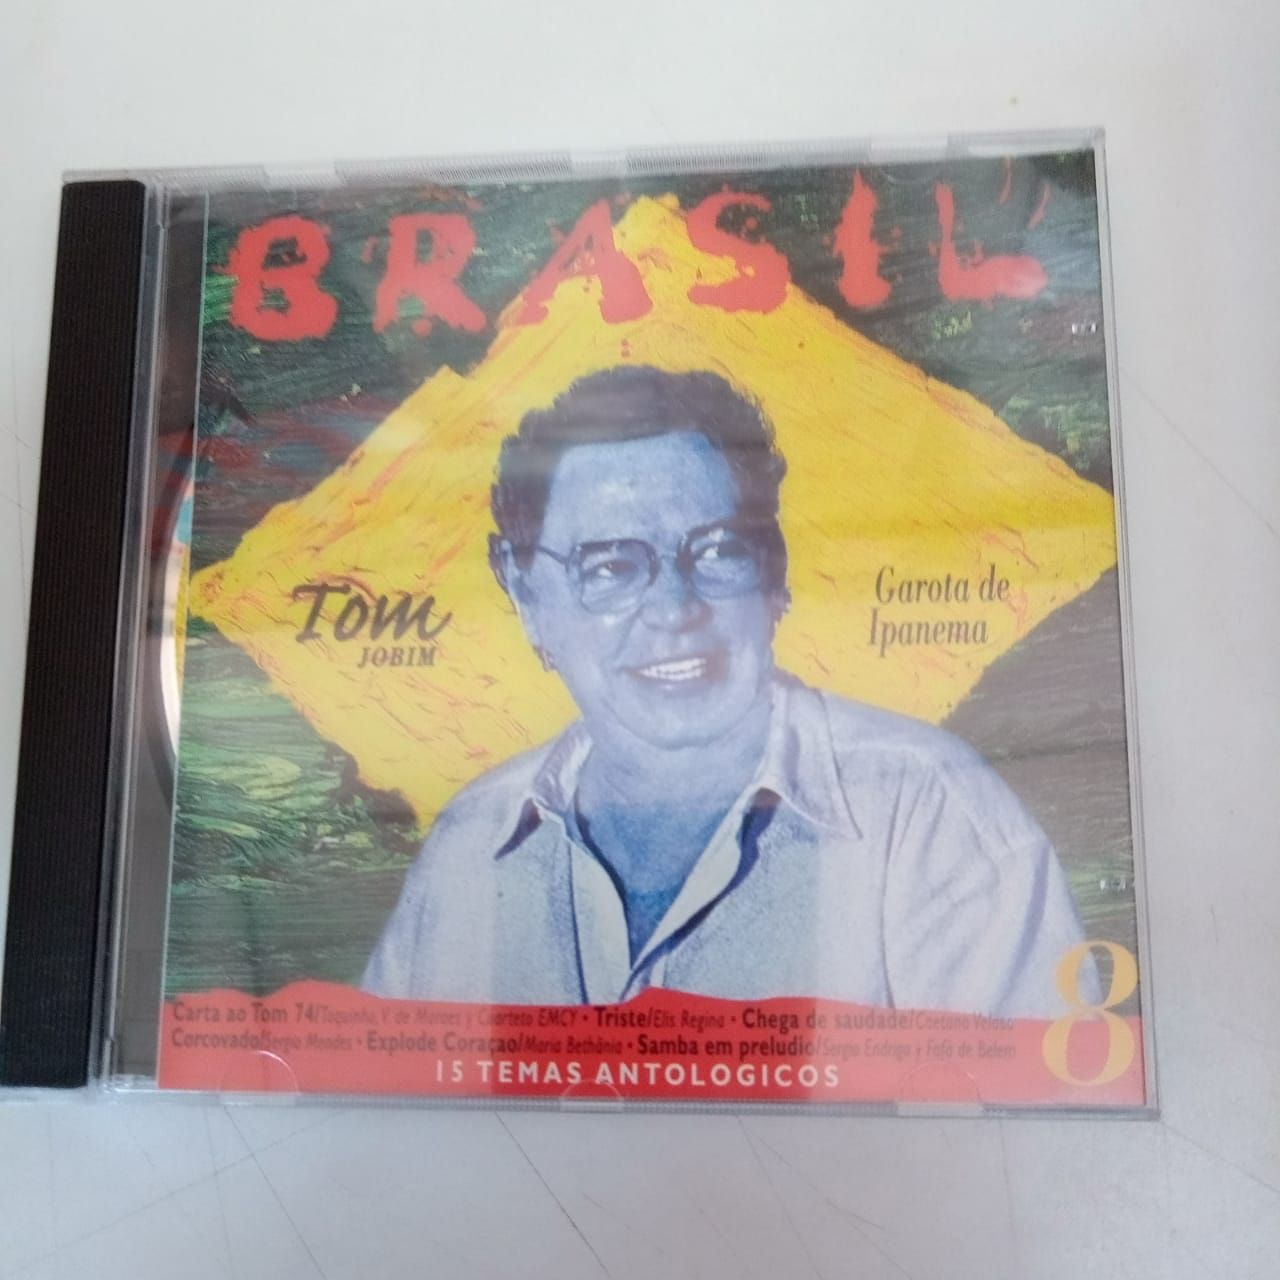 BRASIL
Tom
JOBIM
Garota de
Ipanema
Carta ao Tom 74/Toquinho, V. de Moraes y Cuarteto EMCY • Triste/Elis Regina • Chega de saudade/Caetano Veloso
Corcovado/Sergio Mendes • Explode Coraçao/Maria Bethânia • Samba em preludio/Sergio Endrigo y Fafá de Belem
15 TEMAS ANTOLOGICOS
8